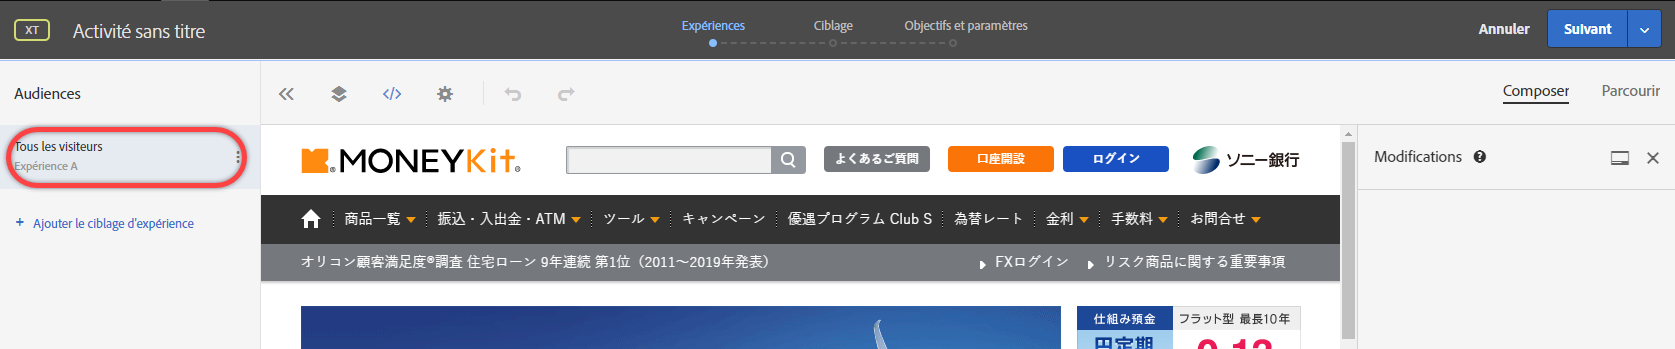 XT
Activité sans titre
Expériences
Ciblage
Objectifs et paramètres
Annuler
Suivant
Audiences
Tous les visiteurs
Expérience A
+ Ajouter le ciblage d'expérience
</>
Composer
Parcourir
MONEYKit
よくあるご質問
口座開設
ログイン
ソニー銀行
商品一覧
振込・入出金・ATM
ツール
キャンペーン
優遇プログラム Club S
為替レート
金利
手数料
お問合せ
オリコン顧客満足度®調査 住宅ローン 9年連続 第1位（2011～2019年発表）
FXログイン
リスク商品に関する重要事項
仕組み預金
フラット型 最長10年
円定期
Modifications